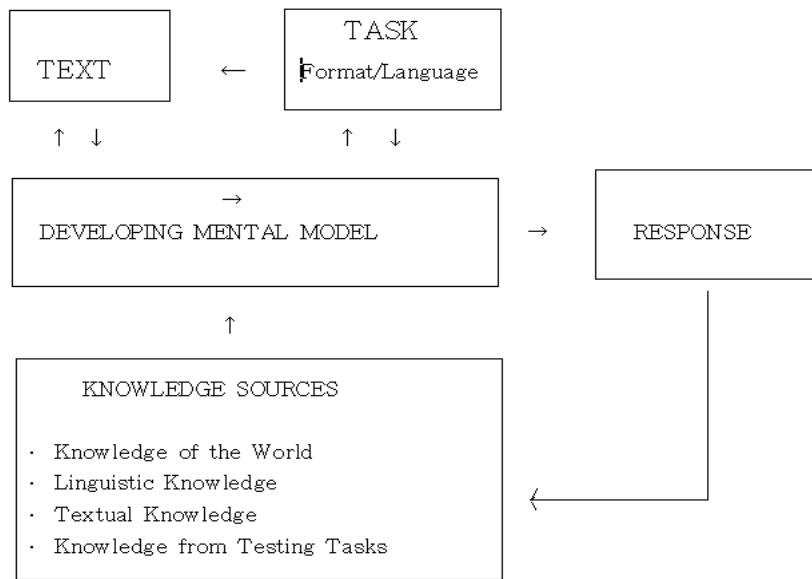 TASK
TEXT
←
Format/Language
↑ ↓
↑ ↓
→
DEVELOPING MENTAL MODEL
→
RESPONSE
↑
KNOWLEDGE SOURCES
· Knowledge of the World
· Linguistic Knowledge
· Textual Knowledge
· Knowledge from Testing Tasks